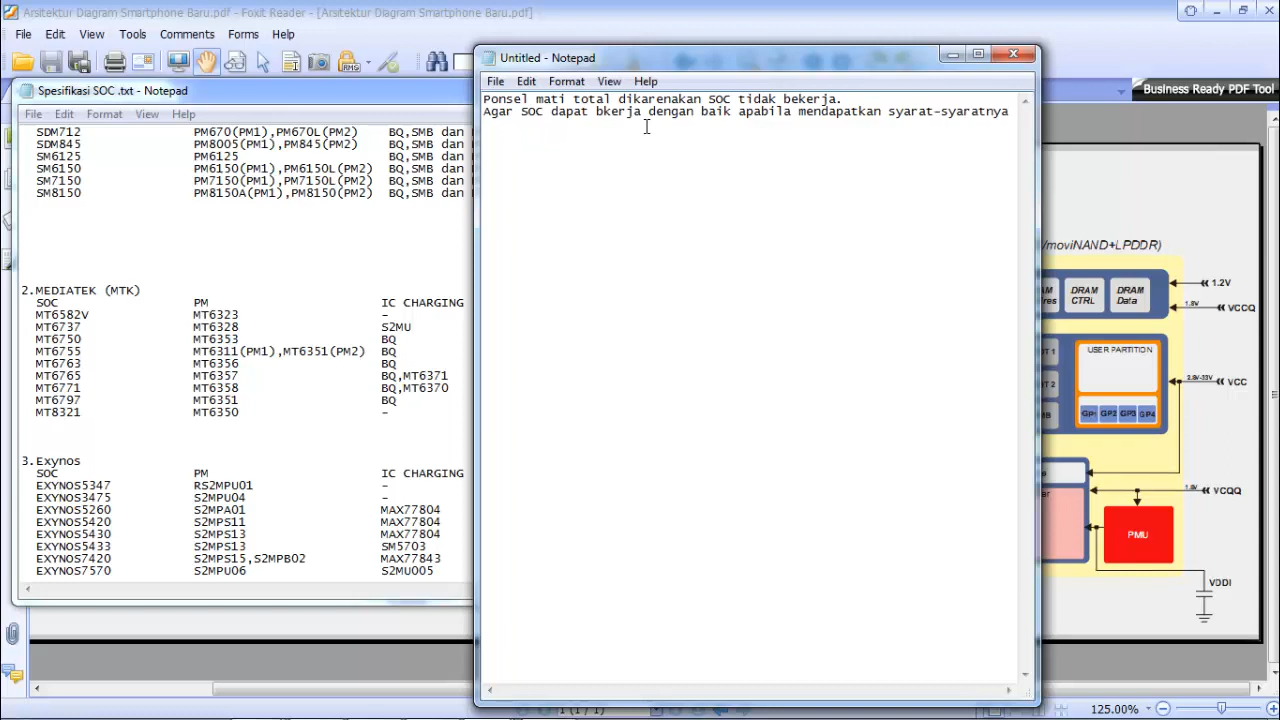 Arsitektur Diagram Smartphone Baru.pdf - Foxit Reader - [Arsitektur Diagram Smartphone Baru.pdf]
File Edit View Tools Comments Forms Help
Business Ready PDF Tool
Spesifikasi SOC .txt - Notepad
File Edit Format View Help
SDM712 PM670(PM1),PM670L(PM2) BQ,SMB dan
SDM845 PM8005(PM1),PM845(PM2) BQ,SMB dan
SM6125 PM6125 BQ,SMB dan
SM6150 PM6150(PM1),PM6150L(PM2) BQ,SMB dan
SM7150 PM7150(PM1),PM7150L(PM2) BQ,SMB dan
SM8150 PM8150A(PM1),PM8150(PM2) BQ,SMB dan
2.MEDIATEK (MTK)
SOC PM IC CHARGING
MT6582V MT6323 -
MT6737 MT6328 S2MU
MT6750 MT6353 BQ
MT6755 MT6311(PM1),MT6351(PM2) BQ
MT6763 MT6356 BQ
MT6765 MT6357 BQ,MT6371
MT6771 MT6358 BQ,MT6370
MT6797 MT6351 BQ
MT8321 MT6350 -
3.Exynos
SOC PM IC CHARGING
EXYNOS5347 RS2MPU01 -
EXYNOS3475 S2MPU04 -
EXYNOS5260 S2MPA01 MAX77804
EXYNOS5420 S2MPS11 MAX77804
EXYNOS5430 S2MPS13 MAX77804
EXYNOS5433 S2MPS13 SM5703
EXYNOS7420 S2MPS15,S2MPB02 MAX77843
EXYNOS7570 S2MPU06 S2MU005
Untitled - Notepad
File Edit Format View Help
Ponsel mati total dikarenakan SOC tidak bekerja.
Agar SOC dapat bkerja dengan baik apabila mendapatkan syarat-syaratnya
/moviNAND+LPDDR)
DRAM CTRL
DRAM Data
1.2V
1.8V VCCQ
USER PARTITION
GP1 GP2 GP3 GP4
2.8V-33V VCC
1.8V VCQQ
PMU
VDDI
125.00%